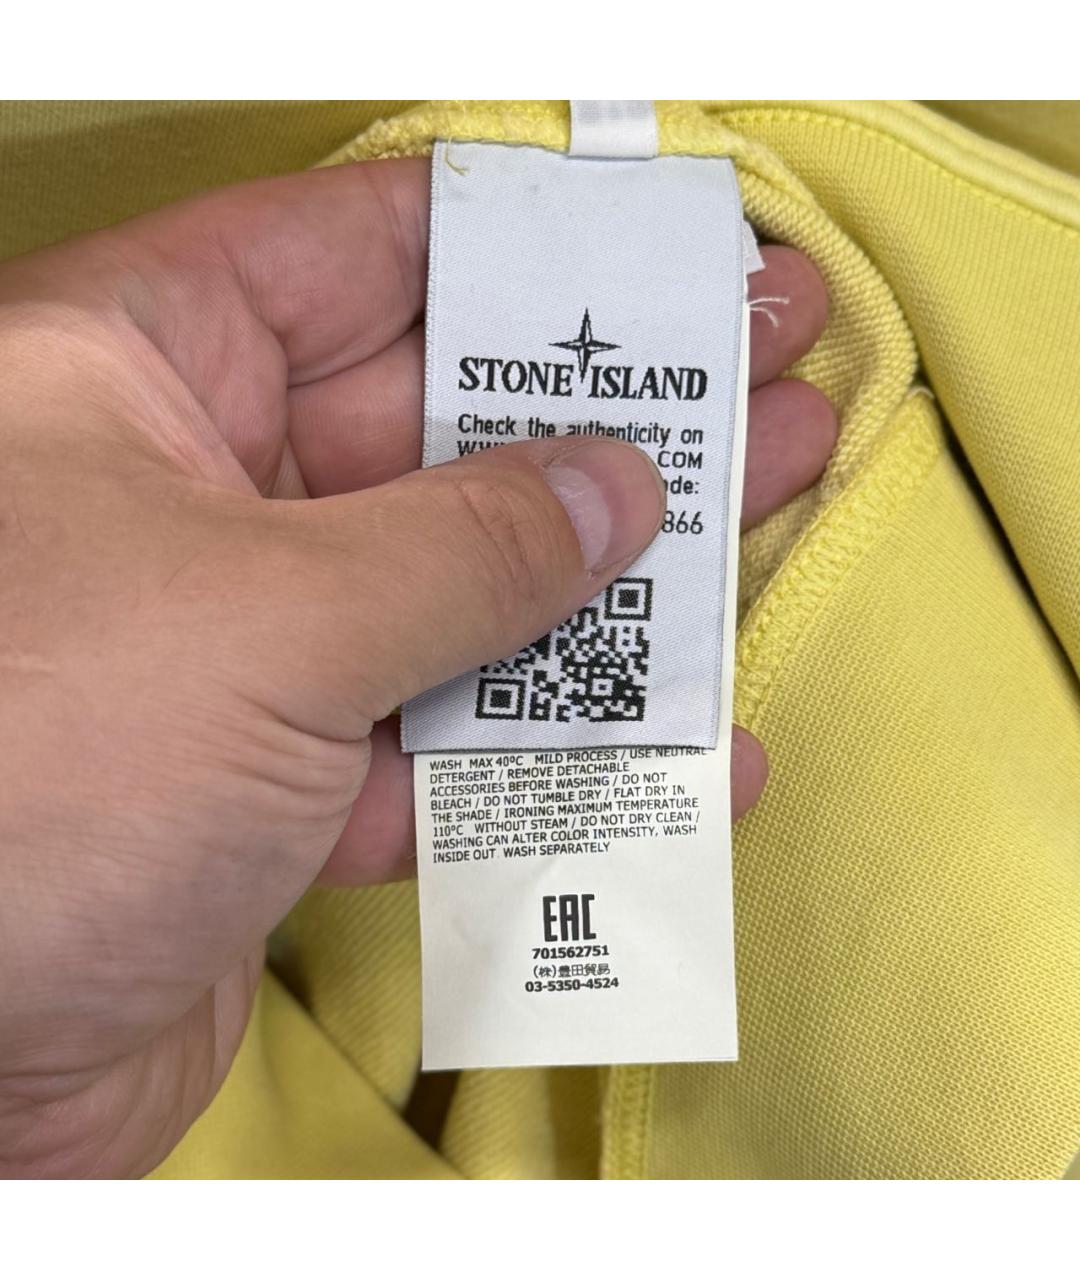 STONE ISLAND
Check the authenticity on
COM
866
WASH MAX 40ºC MILD PROCESS / USE NEUTRAL
DETERGENT / REMOVE DETACHABLE
ACCESSORIES BEFORE WASHING / DO NOT
BLEACH / DO NOT TUMBLE DRY / FLAT DRY IN
THE SHADE / IRONING MAXIMUM TEMPERATURE
110ºC WITHOUT STEAM / DO NOT DRY CLEAN /
WASHING CAN ALTER COLOR INTENSITY, WASH
INSIDE OUT. WASH SEPARATELY
EAC
701562751
(株)豊田貿易
03-5350-4524